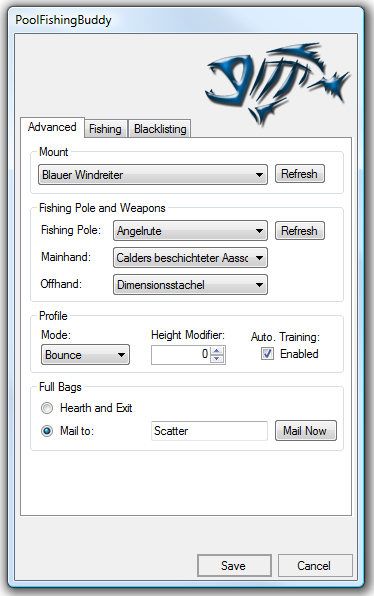 PoolFishingBuddy
Advanced Fishing Blacklisting
Mount
Blauer Windreiter Refresh
Fishing Pole and Weapons
Fishing Pole: Angelrute Refresh
Mainhand: Calders beschichteter Aassc
Offhand: Dimensionsstachel
Profile
Mode: Height Modifier: Auto. Training:
Bounce 0 Enabled
Full Bags
Hearth and Exit
Mail to: Scatter Mail Now
Save Cancel